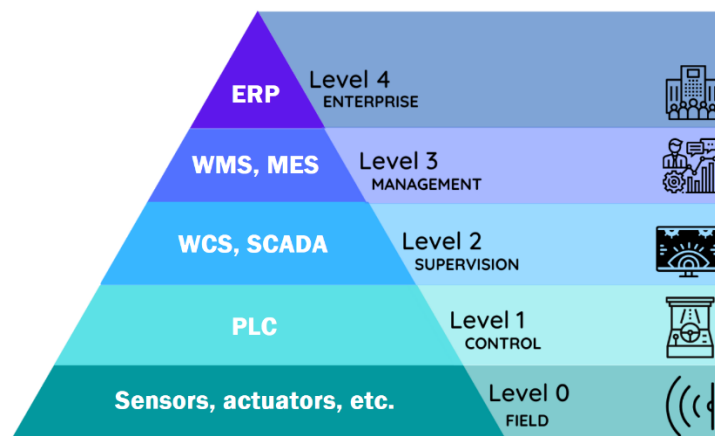 ERP
Level 4
ENTERPRISE
WMS, MES
Level 3
MANAGEMENT
WCS, SCADA
Level 2
SUPERVISION
PLC
Level 1
CONTROL
Sensors, actuators, etc.
Level 0
FIELD